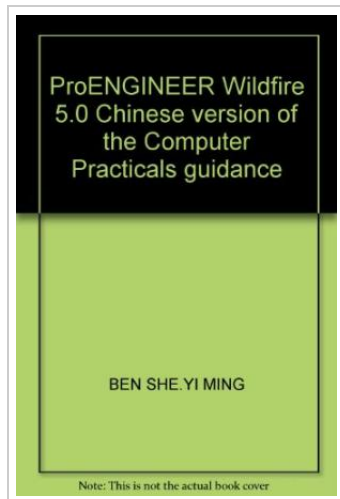 ProENGINEER Wildfire
5.0 Chinese version of
the Computer
Practicals guidance
BEN SHE.YI MING
Note: This is not the actual book cover